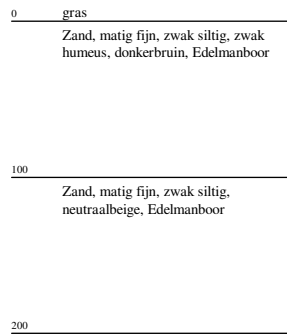 0 gras
Zand, matig fijn, zwak siltig, zwak
humeus, donkerbruin, Edelmanboor
100
Zand, matig fijn, zwak siltig,
neutraalbeige, Edelmanboor
200